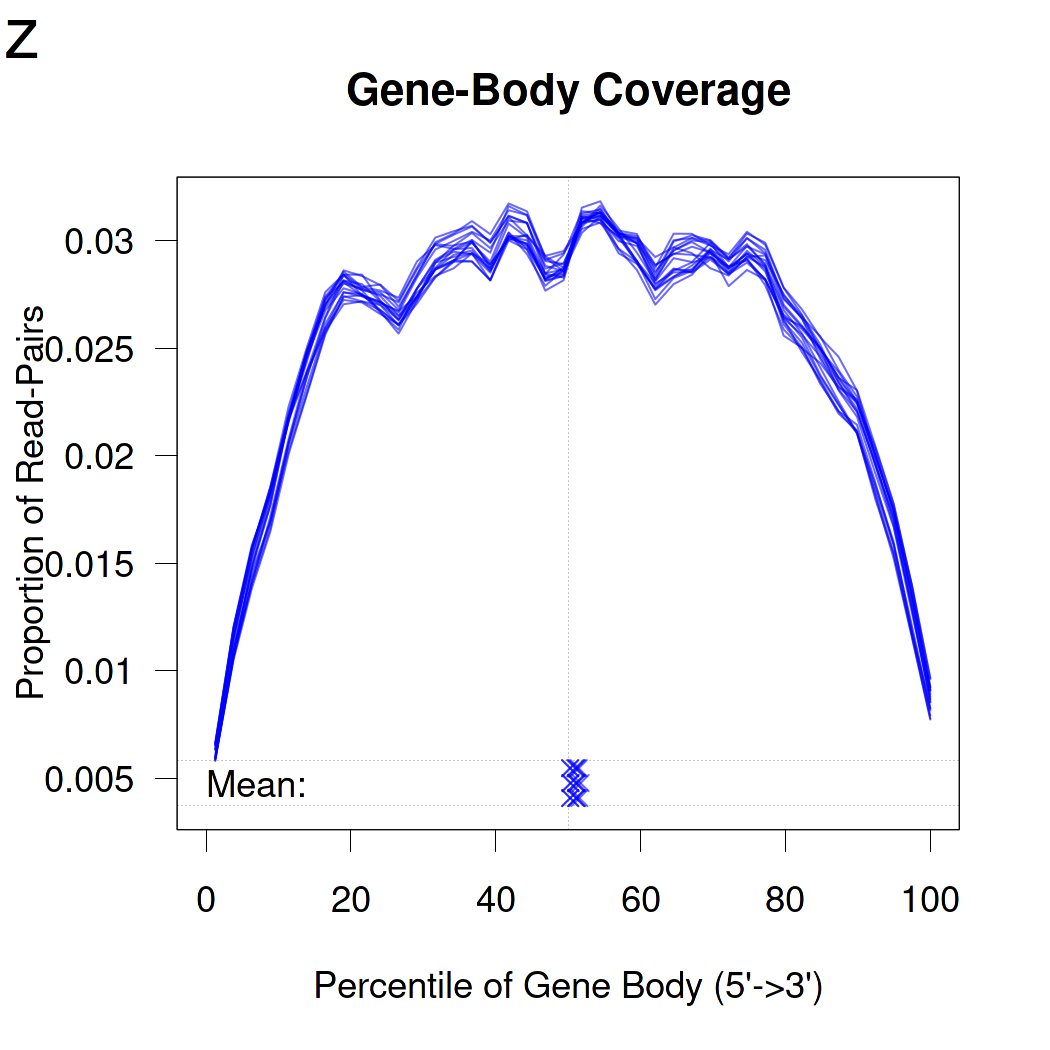 Z
Gene-Body Coverage
Proportion of Read-Pairs
0.03
0.025
0.02
0.015
0.01
0.005
Mean:
0 20 40 60 80 100
Percentile of Gene Body (5'->3')